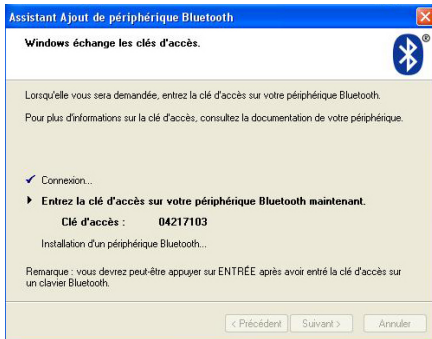 Assistant Ajout de périphérique Bluetooth
Windows échange les clés d'accès.
Lorsqu'elle vous sera demandée, entrez la clé d'accès sur votre périphérique Bluetooth.
Pour plus d'informations sur la clé d'accès, consultez la documentation de votre périphérique.
Connexion...
Entrez la clé d'accès sur votre périphérique Bluetooth maintenant.
Clé d'accès : 04217103
Installation d'un périphérique Bluetooth...
Remarque : vous devrez peut-être appuyer sur ENTRÉE après avoir entré la clé d'accès sur
un clavier Bluetooth.
< Précédent Suivant > Annuler